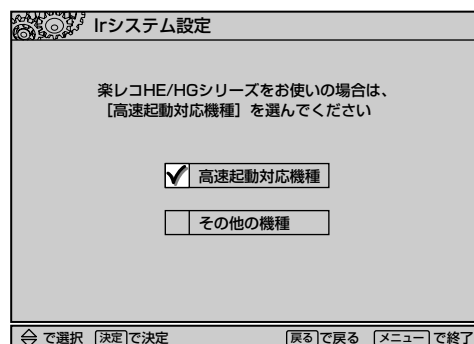 Irシステム設定
楽レコHE/HGシリーズをお使いの場合は、
［高速起動対応機種］を選んでください
高速起動対応機種
その他の機種
で選択 決定で決定 戻るで戻る メニューで終了